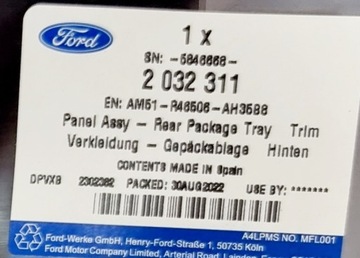 Ford
1 x
SN: -5848668-
2 032 311
EN: AM51-R46506-AH3588
Panel Assy - Rear Package Tray Trim
Verkleidung - Gepäckablage Hinten
CONTENTS MADE IN Spain
DPVXB 2302382 PACKED: 30AUG2022 USE BY: *******
A4LPMS NO. MFL001
Ford-Werke GmbH, Henry-Ford-Straße 1, 50735 Köln
Ford Motor Company Limited, Arterial Road,